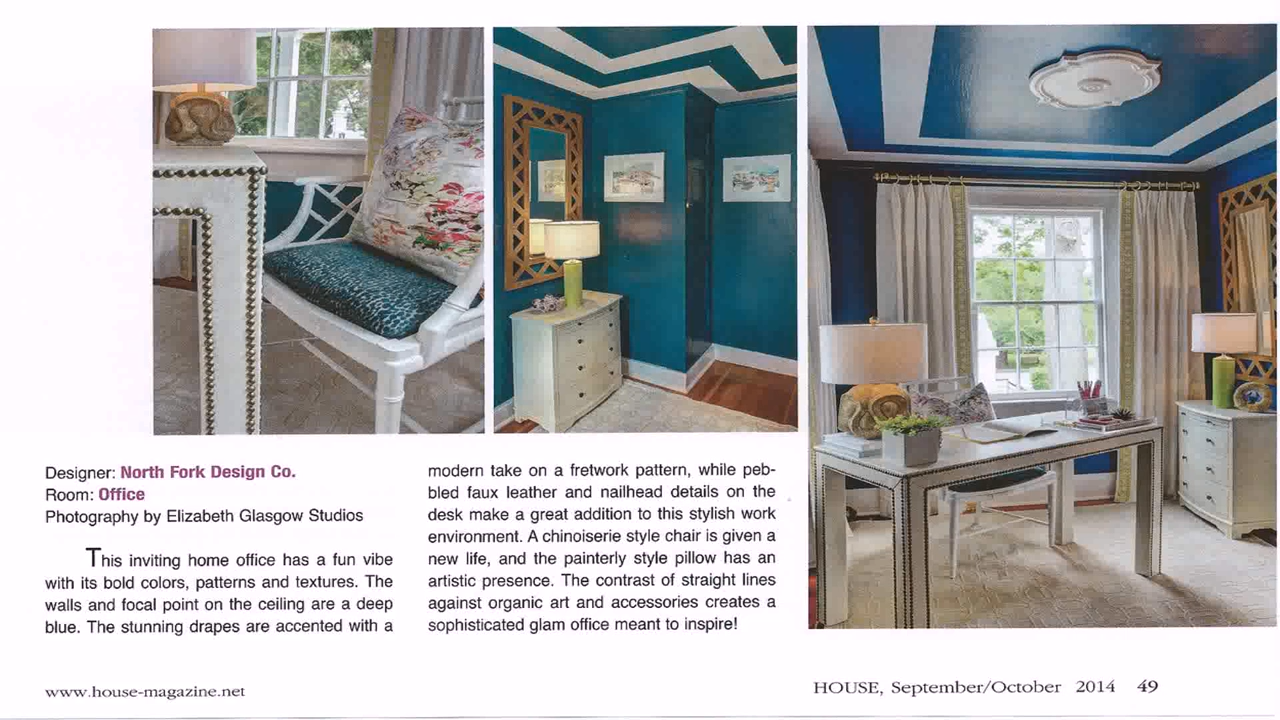 Designer: North Fork Design Co.
Room: Office
Photography by Elizabeth Glasgow Studios
This inviting home office has a fun vibe
with its bold colors, patterns and textures. The
walls and focal point on the ceiling are a deep
blue. The stunning drapes are accented with a
modern take on a fretwork pattern, while peb-
bled faux leather and nailhead details on the
desk make a great addition to this stylish work
environment. A chinoiserie style chair is given a
new life, and the painterly style pillow has an
artistic presence. The contrast of straight lines
against organic art and accessories creates a
sophisticated glam office meant to inspire!
www.house-magazine.net
HOUSE, September/October 2014 49